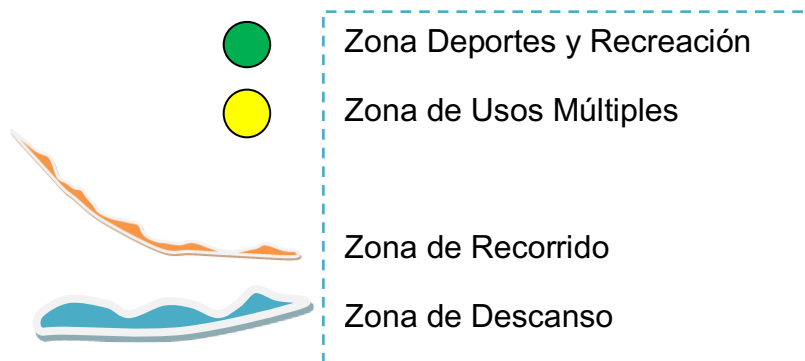 Zona Deportes y Recreación
Zona de Usos Múltiples
Zona de Recorrido
Zona de Descanso